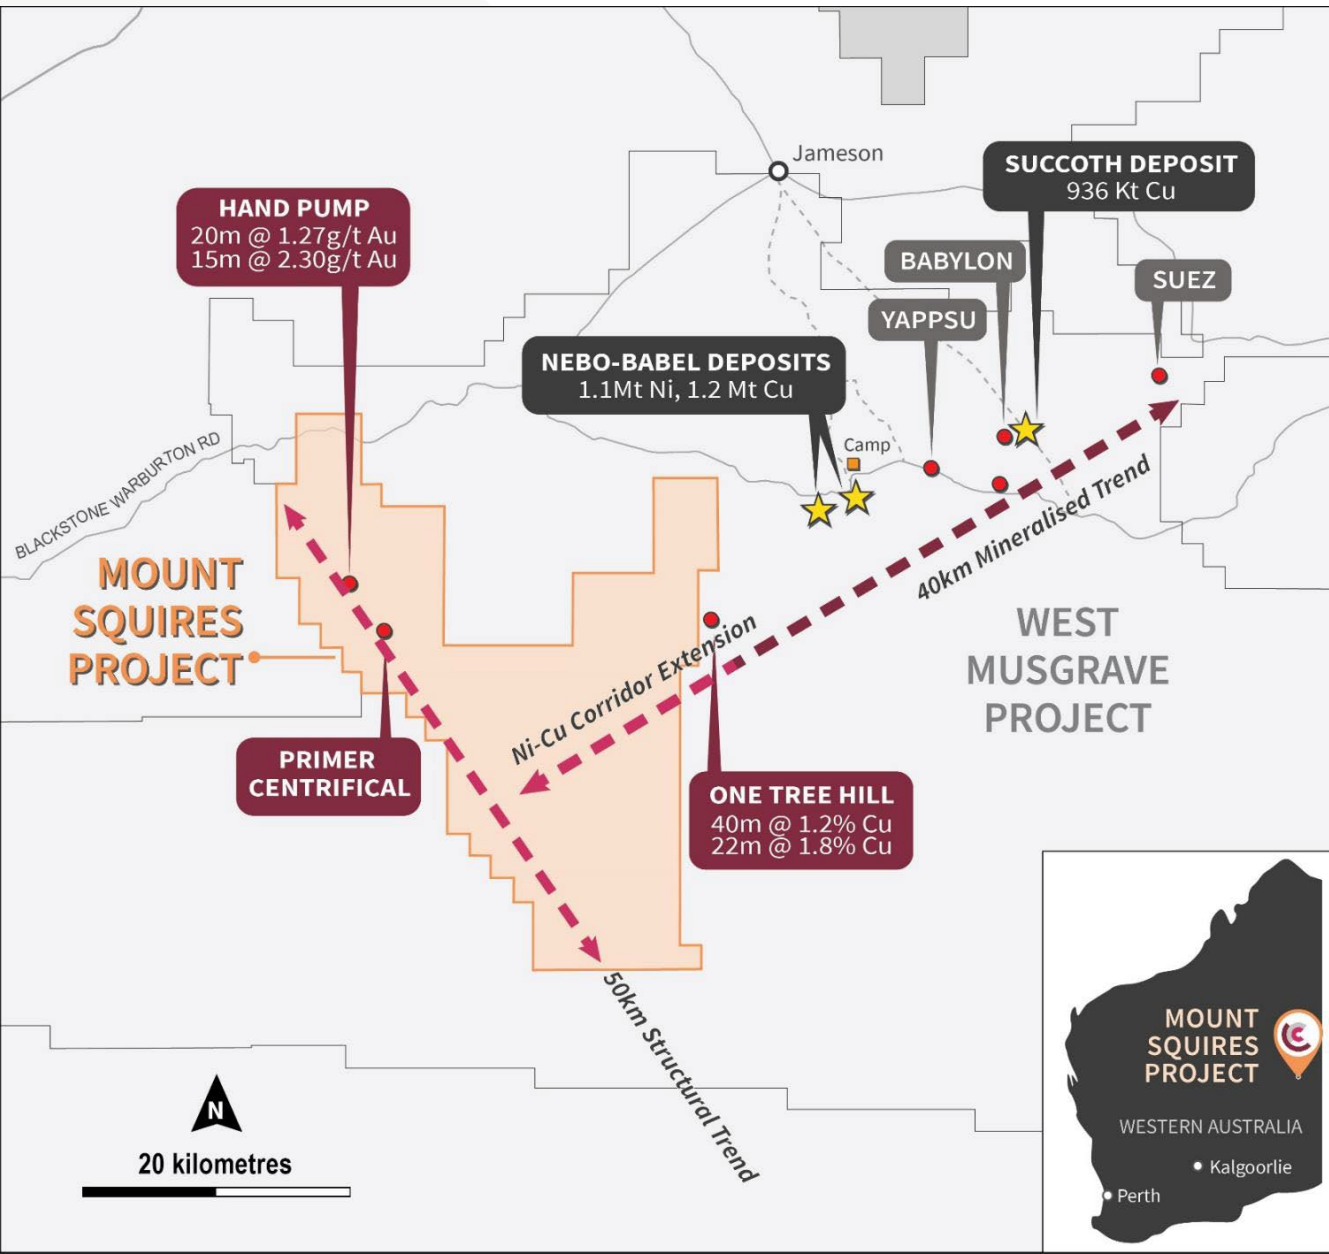 Jameson
SUCCOTH DEPOSIT
936 Kt Cu
HAND PUMP
20m @ 1.27g/t Au
15m @ 2.30g/t Au
BABYLON
SUEZ
YAPPSU
NEBO-BABEL DEPOSITS
1.1Mt Ni, 1.2 Mt Cu
Camp
BLACKSTONE WARBURTON RD
40km Mineralised Trend
MOUNT
SQUIRES
PROJECT
WEST
MUSGRAVE
PROJECT
Ni-Cu Corridor Extension
PRIMER
CENTRIFICAL
ONE TREE HILL
40m @ 1.2% Cu
22m @ 1.8% Cu
50km Structural Trend
N
20 kilometres
MOUNT
SQUIRES
PROJECT
WESTERN AUSTRALIA
Kalgoorlie
Perth